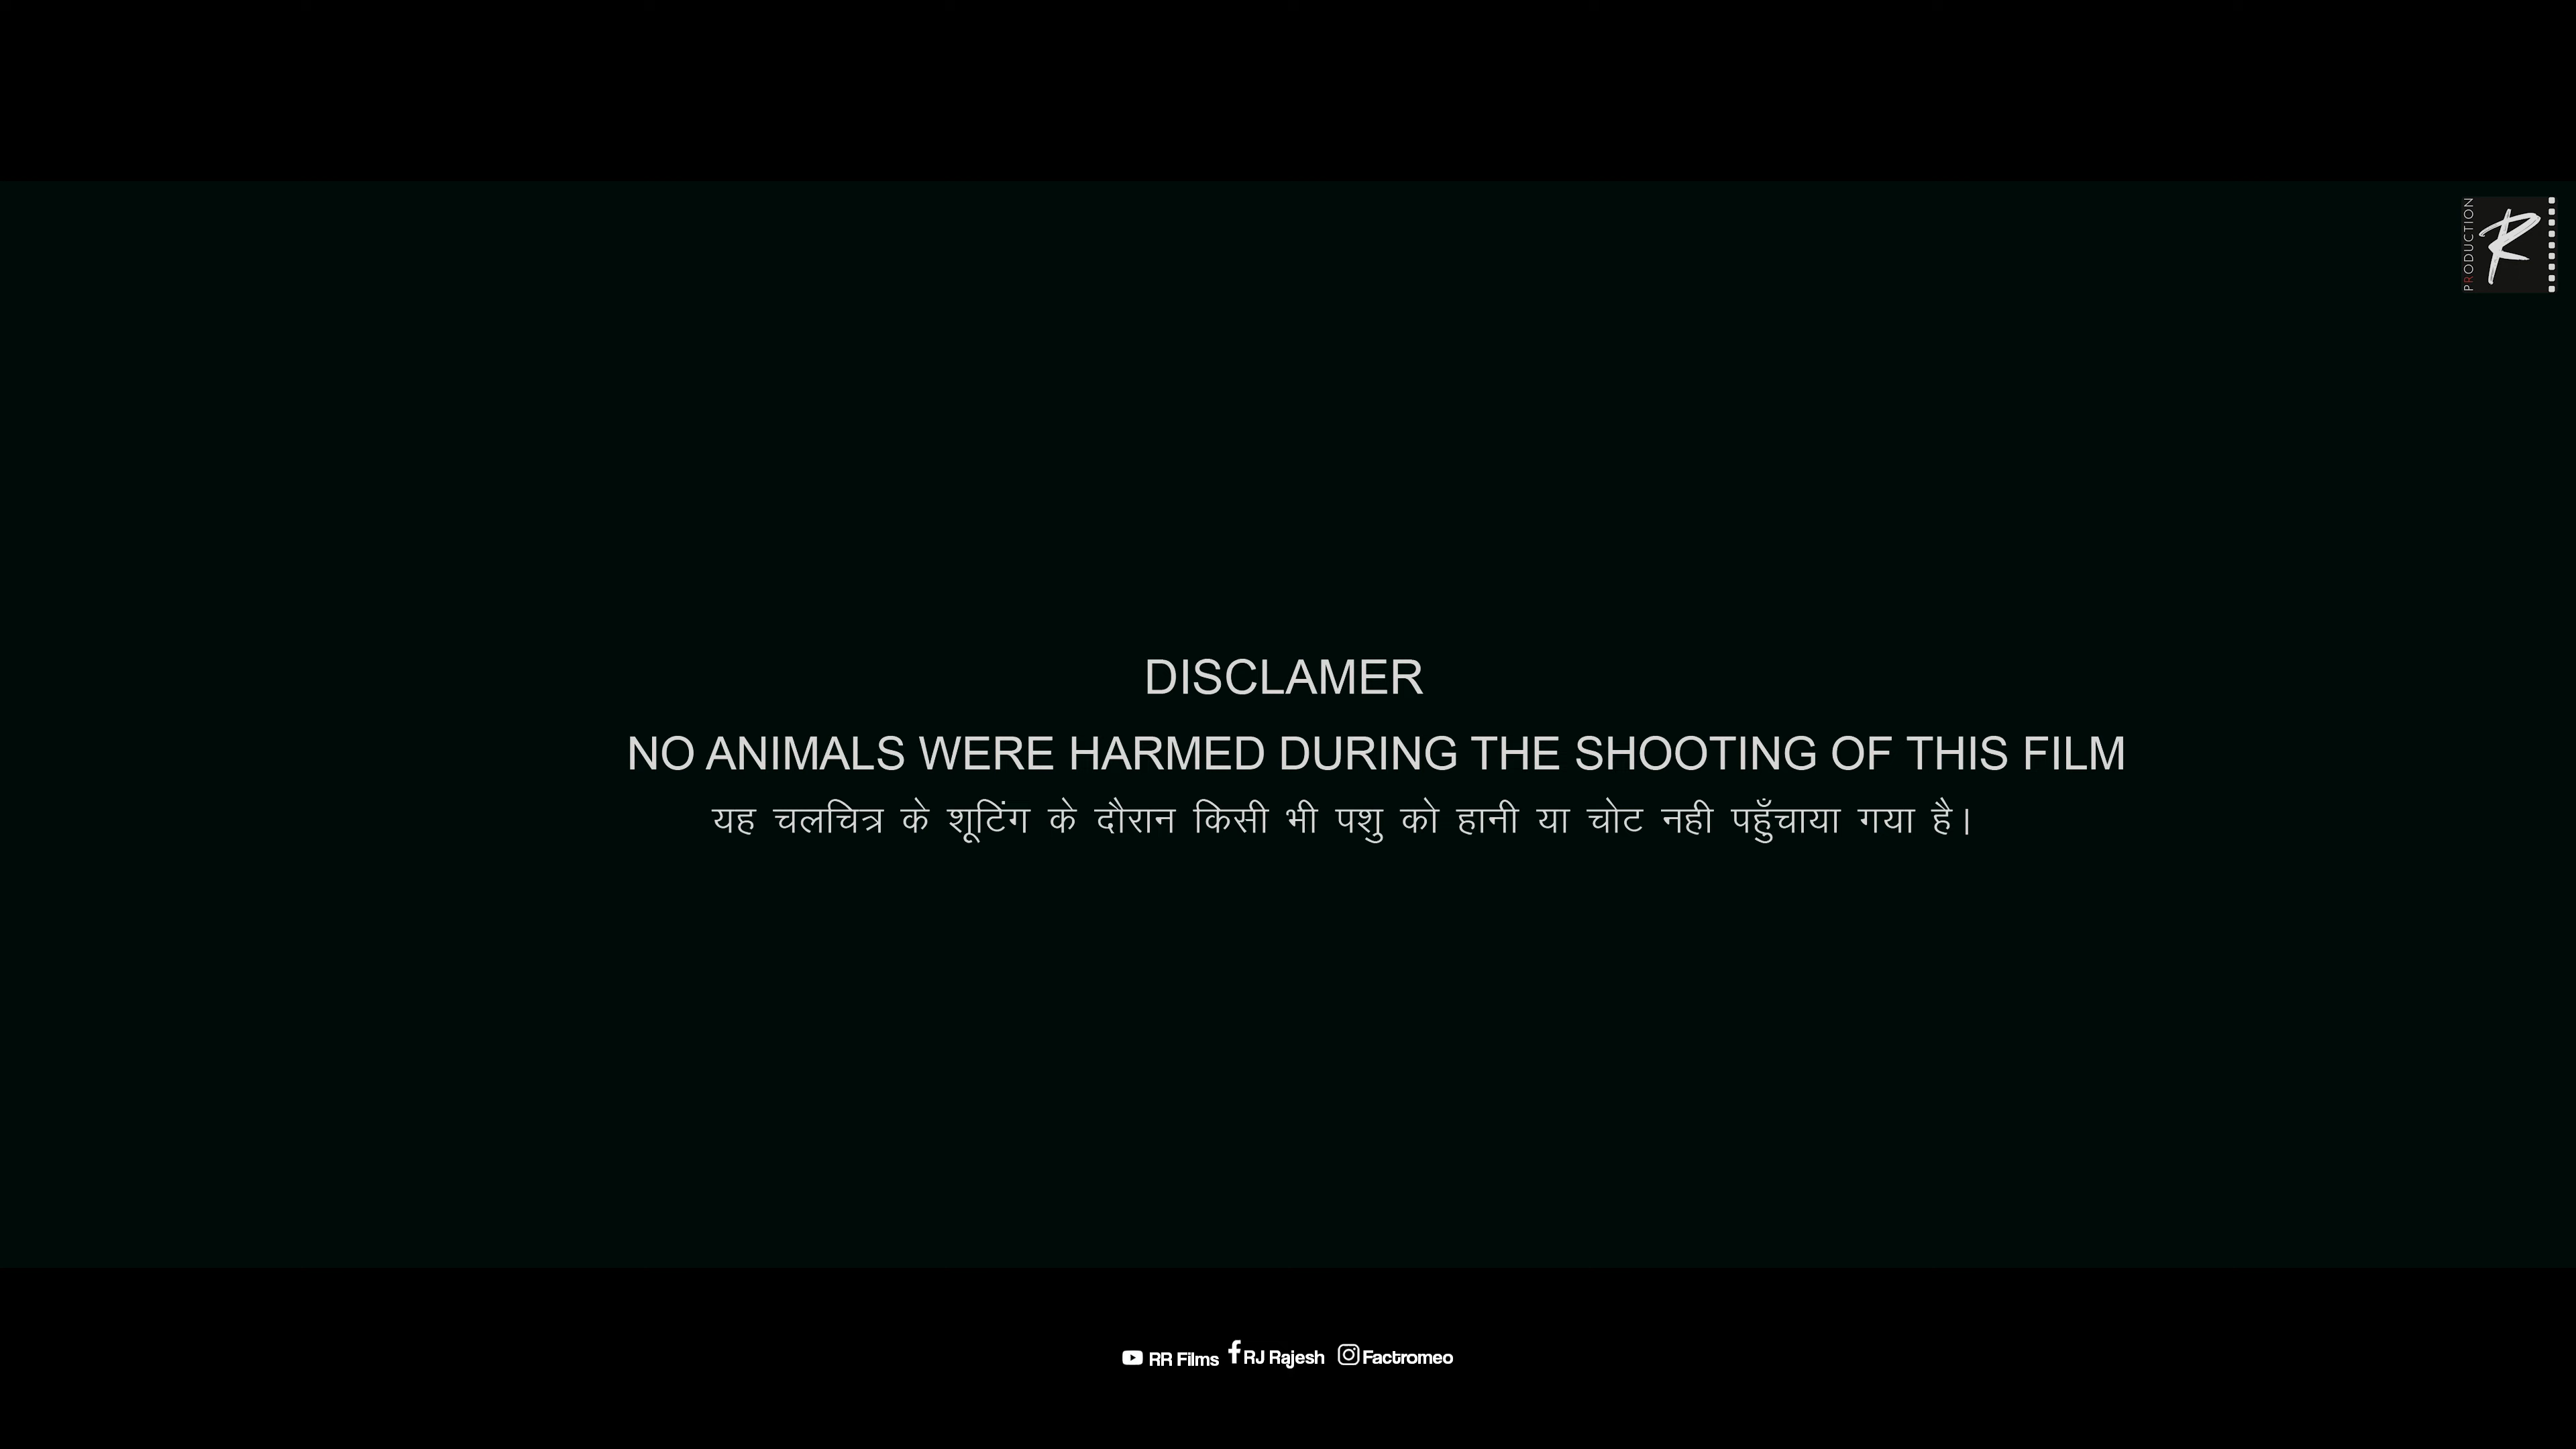 PRODUCTION
R
DISCLAMER
NO ANIMALS WERE HARMED DURING THE SHOOTING OF THIS FILM
यह चलचित्र के शूटिंग के दौरान किसी भी पशु को हानी या चोट नही पहुँचाया गया है।
RR Films RJ Rajesh Factromeo